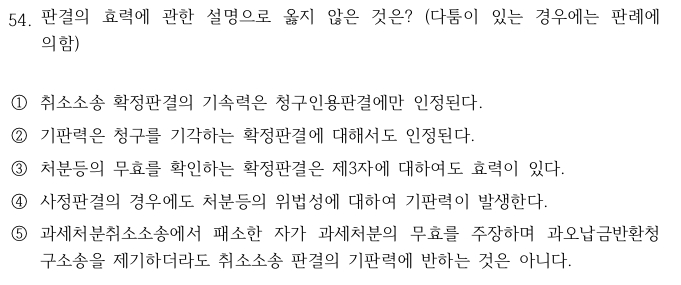 54. 판결의 효력에 관한 설명으로 옳지 않은 것은? (다툼이 있는 경우에는 판례에
의함)
① 취소소송 확정판결의 기속력은 청구인용판결에만 인정된다.
② 기판력은 청구를 기각하는 확정판결에 대해서도 인정된다.
③ 처분등의 무효를 확인하는 확정판결은 제3자에 대하여도 효력이 있다.
④ 사정판결의 경우에도 처분등의 위법성에 대하여 기판력이 발생한다.
⑤ 과세처분취소소송에서 패소한 자가 과세처분의 무효를 주장하며 과오납금반환청
구소송을 제기하더라도 취소소송 판결의 기판력에 반하는 것은 아니다.